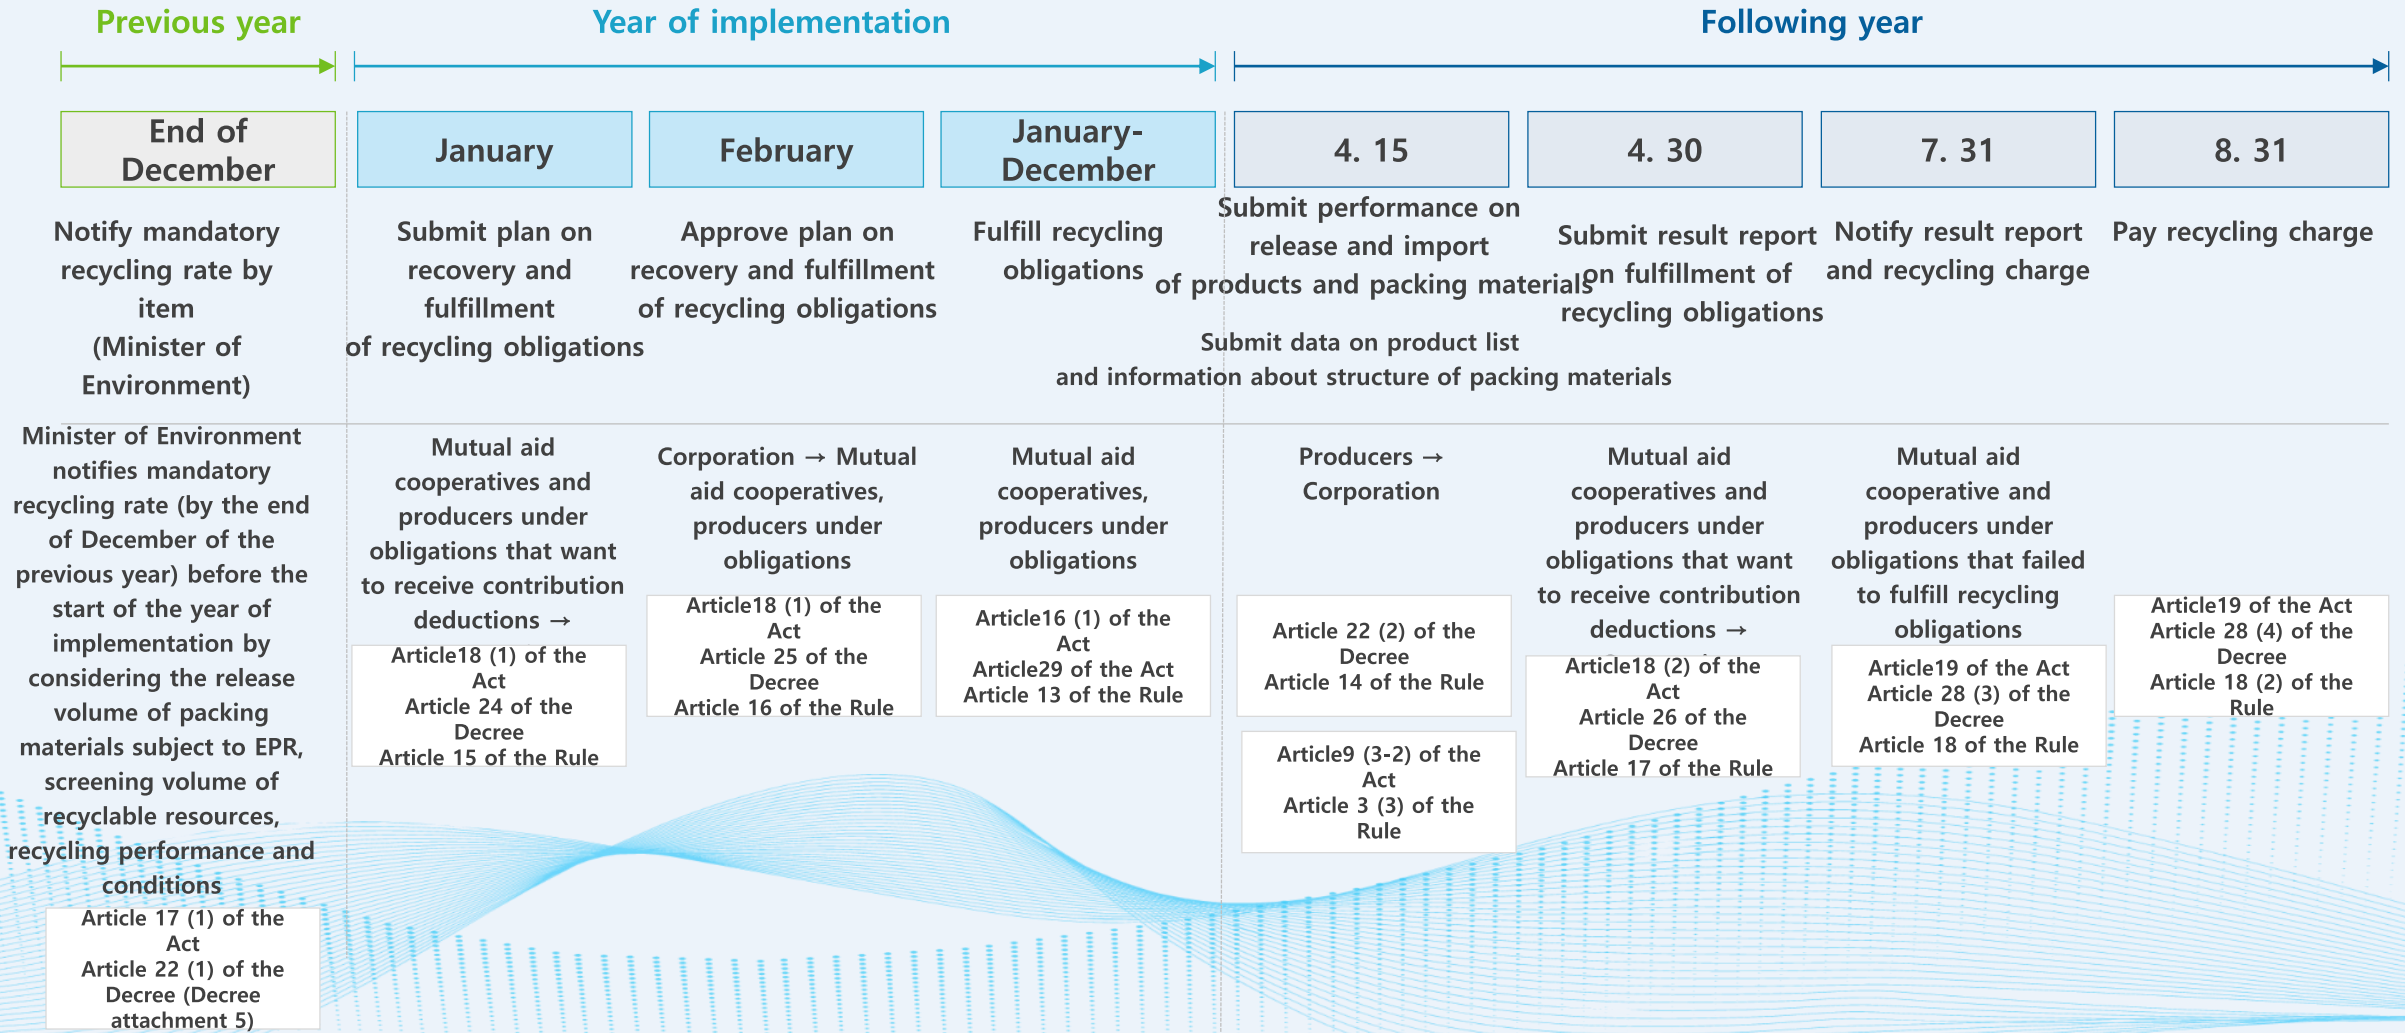 Previous year
Year of implementation
Following year
End of
December
January
February
January-
December
4. 15
4. 30
7. 31
8. 31
Notify mandatory
recycling rate by
item
(Minister of
Environment)
Submit plan on
recovery and
fulfillment
of recycling obligations
Approve plan on
recovery and fulfillment
of recycling obligations
Fulfill recycling
obligations
Submit performance on
release and import
of products and packing materials
Submit data on product list
and information about structure of packing materials
Submit result report
on fulfillment of
recycling obligations
Notify result report
and recycling charge
Pay recycling charge
Minister of Environment
notifies mandatory
recycling rate (by the end
of December of the
previous year) before the
start of the year of
implementation by
considering the release
volume of packing
materials subject to EPR,
screening volume of
recyclable resources,
recycling performance and
conditions
Article 17 (1) of the
Act
Article 22 (1) of the
Decree (Decree
attachment 5)
Mutual aid
cooperatives and
producers under
obligations that want
to receive contribution
deductions →
Article18 (1) of the
Act
Article 24 of the
Decree
Article 15 of the Rule
Corporation → Mutual
aid cooperatives,
producers under
obligations
Article18 (1) of the
Act
Article 25 of the
Decree
Article 16 of the Rule
Mutual aid
cooperatives,
producers under
obligations
Article16 (1) of the
Act
Article29 of the Act
Article 13 of the Rule
Producers →
Corporation
Article 22 (2) of the
Decree
Article 14 of the Rule
Article9 (3-2) of the
Act
Article 3 (3) of the
Rule
Mutual aid
cooperatives and
producers under
obligations that want
to receive contribution
deductions →
Article18 (2) of the
Act
Article 26 of the
Decree
Article 17 of the Rule
Mutual aid
cooperative and
producers under
obligations that failed
to fulfill recycling
obligations
Article19 of the Act
Article 28 (3) of the
Decree
Article 18 of the Rule
Article19 of the Act
Article 28 (4) of the
Decree
Article 18 (2) of the
Rule